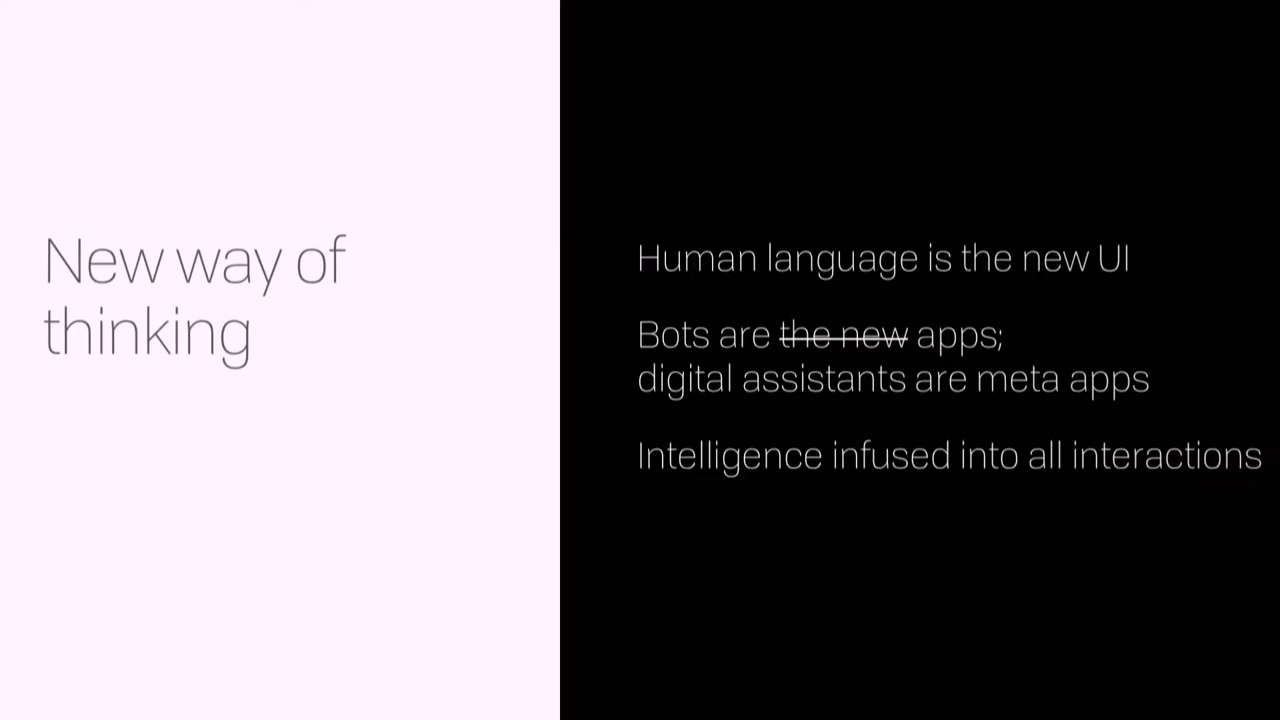 New way of
thinking
Human language is the new UI
Bots are the new apps;
digital assistants are meta apps
Intelligence infused into all interactions